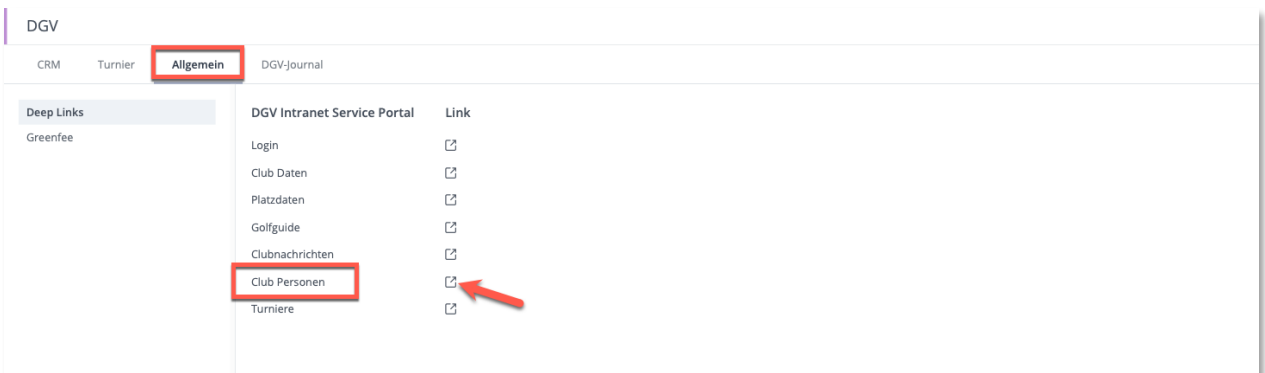 DGV
CRM Turnier Allgemein DGV-Journal
Deep Links
Greenfee
DGV Intranet Service Portal Link
Login
Club Daten
Platzdaten
Golfguide
Clubnachrichten
Club Personen
Turniere